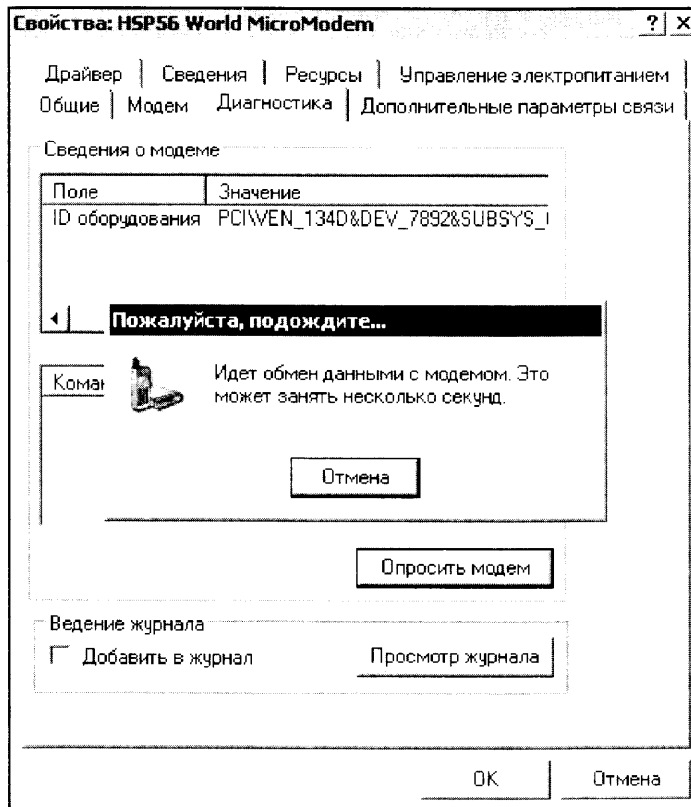 Свойства: HSP56 World MicroModem
Драйвер Сведения Ресурсы Управление электропитанием
Общие Модем Диагностика Дополнительные параметры связи
Сведения о модеме
Поле Значение
ID оборудования PCI\VEN_134D&DEV_7892&SUBSYS_
Пожалуйста, подождите...
Коман
Идет обмен данными с модемом. Это
может занять несколько секунд.
Отмена
Опросить модем
Ведение журнала
Добавить в журнал Просмотр журнала
OK Отмена